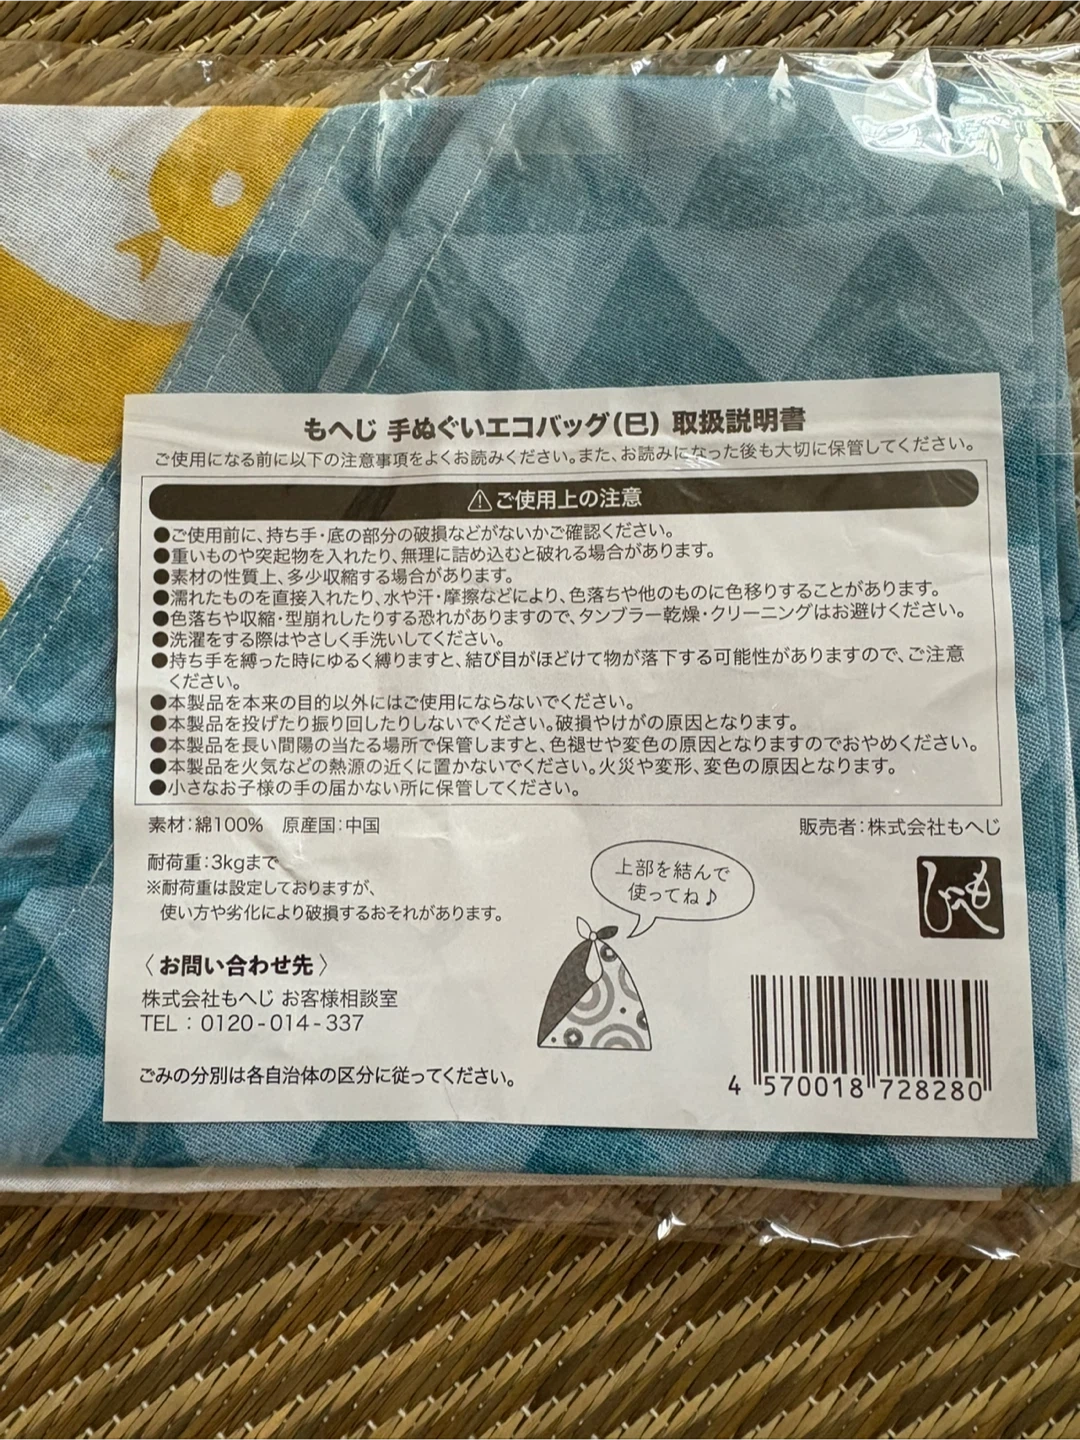 もへじ 手ぬぐいエコバッグ(巳) 取扱説明書
ご使用になる前に以下の注意事項をよくお読みください。また、お読みになった後も大切に保管してください。
⚠ご使用上の注意
●ご使用前に、持ち手・底の部分の破損などがないかご確認ください。
●重いものや突起物を入れたり、無理に詰め込むと破れる場合があります。
●素材の性質上、多少収縮する場合があります。
●濡れたものを直接入れたり、水や汗・摩擦などにより、色落ちや他のものに色移りすることがあります。
●色落ちや収縮・型崩れしたりする恐れがありますので、タンブラー乾燥・クリーニングはお避けください。
●洗濯をする際はやさしく手洗いしてください。
●持ち手を縛った時にゆるく縛りますと、結び目がほどけて物が落下する可能性がありますので、ご注意
ください。
●本製品を本来の目的以外にはご使用にならないでください。
●本製品を投げたり振り回したりしないでください。破損やけがの原因となります。
●本製品を長い間陽の当たる場所で保管しますと、色褪せや変色の原因となりますのでおやめください。
●本製品を火気などの熱源の近くに置かないでください。火災や変形、変色の原因となります。
●小さなお子様の手の届かない所に保管してください。
素材:綿100% 原産国:中国
販売者:株式会社もへじ
耐荷重:3kgまで
※耐荷重は設定しておりますが、
使い方や劣化により破損するおそれがあります。
上部を結んで
使ってね♪
もへじ
〈お問い合わせ先〉
株式会社もへじ お客様相談室
TEL : 0120-014-337
ごみの分別は各自治体の区分に従ってください。
4 570018 728280